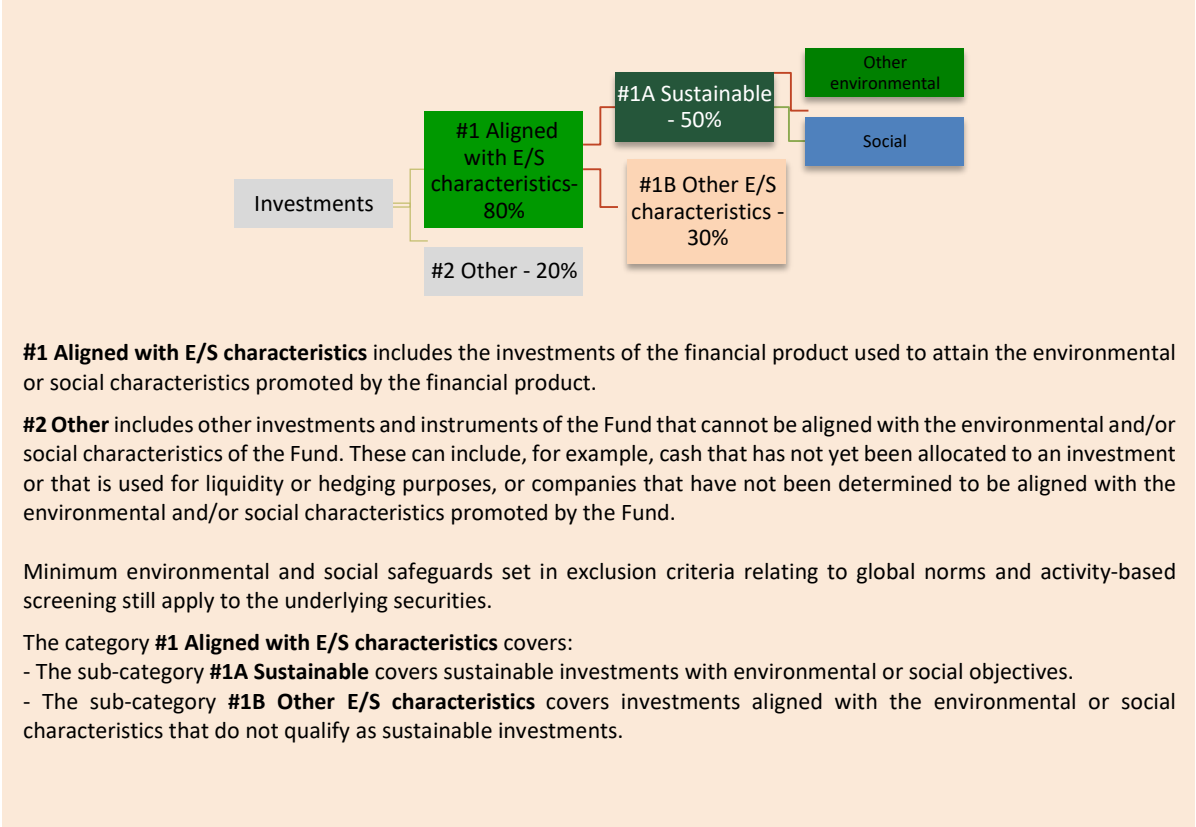 Other
environmental
#1A Sustainable
- 50%
Social
#1 Aligned
with E/S
characteristics-
80%
#1B Other E/S
characteristics -
30%
Investments
#2 Other - 20%
#1 Aligned with E/S characteristics includes the investments of the financial product used to attain the environmental
or social characteristics promoted by the financial product.
#2 Other includes other investments and instruments of the Fund that cannot be aligned with the environmental and/or
social characteristics of the Fund. These can include, for example, cash that has not yet been allocated to an investment
or that is used for liquidity or hedging purposes, or companies that have not been determined to be aligned with the
environmental and/or social characteristics promoted by the Fund.
Minimum environmental and social safeguards set in exclusion criteria relating to global norms and activity-based
screening still apply to the underlying securities.
The category #1 Aligned with E/S characteristics covers:
- The sub-category #1A Sustainable covers sustainable investments with environmental or social objectives.
- The sub-category #1B Other E/S characteristics covers investments aligned with the environmental or social
characteristics that do not qualify as sustainable investments.